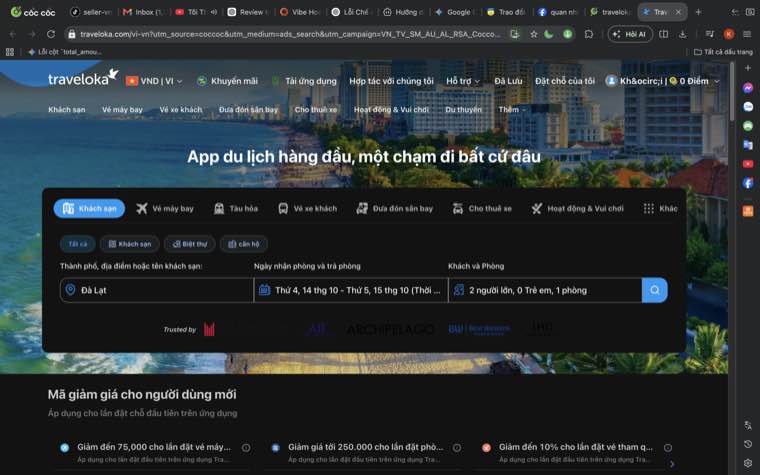 cốc cốc
seller-vn
Inbox (1,
Tôi T
Review t
Vibe Hoc
Lỗi Chế
Hướng d
Google
Trao đổi
quan nh
traveloka
Trav
traveloka.com/vi-vn?utm_source=coccoc&utm_medium=ads_search&utm_campaign=VN_TV_SM_AU_AL_RSA_Cocco...
Hỏi AI
K
Lỗi cột `total_amou...
Tất cả dấu trang
traveloka
VND | VI
Khuyến mãi
Tải ứng dụng
Hợp tác với chúng tôi
Hỗ trợ
Đã Lưu
Đặt chỗ của tôi
Kh&ocirc;i | 0 Điểm
Khách sạn
Vé máy bay
Vé xe khách
Đưa đón sân bay
Cho thuê xe
Hoạt động & Vui chơi
Du thuyền
Thêm
App du lịch hàng đầu, một chạm đi bất cứ đâu
Khách sạn
Vé máy bay
Tàu hỏa
Vé xe khách
Đưa đón sân bay
Cho thuê xe
Hoạt động & Vui chơi
Khác
Tất cả
Khách sạn
Biệt thự
căn hộ
Thành phố, địa điểm hoặc tên khách sạn:
Ngày nhận phòng và trả phòng
Khách và Phòng
Đà Lạt
Thứ 4, 14 thg 10 - Thứ 5, 15 thg 10 (Thời ...
2 người lớn, 0 Trẻ em, 1 phòng
Trusted by
ARCHIPELAGO
BW
IHG
Mã giảm giá cho người dùng mới
Áp dụng cho lần đặt chỗ đầu tiên trên ứng dụng
Giảm đến 75,000 cho lần đặt vé máy...
Áp dụng cho lần đặt đầu tiên trên ứng dụng Tra...
Giảm giá tới 250.000 cho lần đặt phò...
Áp dụng cho lần đặt đầu tiên trên ứng dụng Tra...
Giảm đến 10% cho lần đặt vé tham q...
Áp dụng cho lần đặt đầu tiên trên ứng dụng Tra...